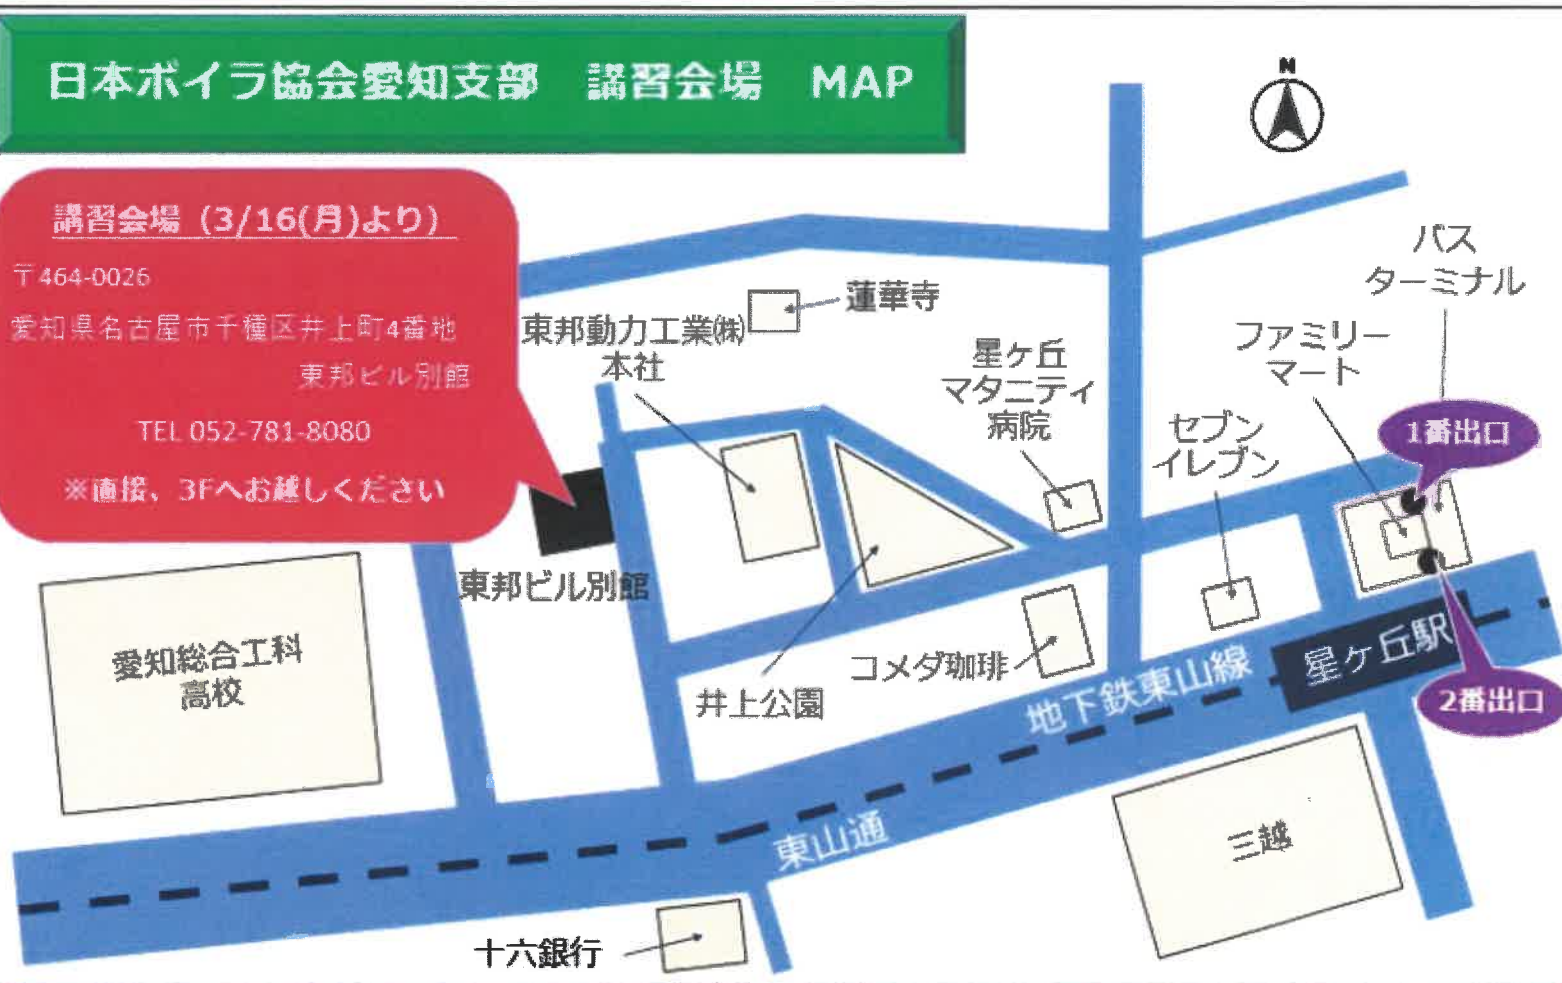 日本ボイラ協会愛知支部　講習会場　MAP
N
講習会場 (3/16(月)より)
〒464-0026
愛知県名古屋市千種区井上町4番地
東邦ビル別館
TEL 052-781-8080
※直接、3Fへお越しください
バス
ターミナル
蓮華寺
東邦動力工業㈱
本社
ファミリー
マート
星ヶ丘
マタニティ
病院
セブン
イレブン
1番出口
東邦ビル別館
愛知総合工科
高校
コメダ珈琲
井上公園
地下鉄東山線
星ヶ丘駅
2番出口
東山通
三越
十六銀行